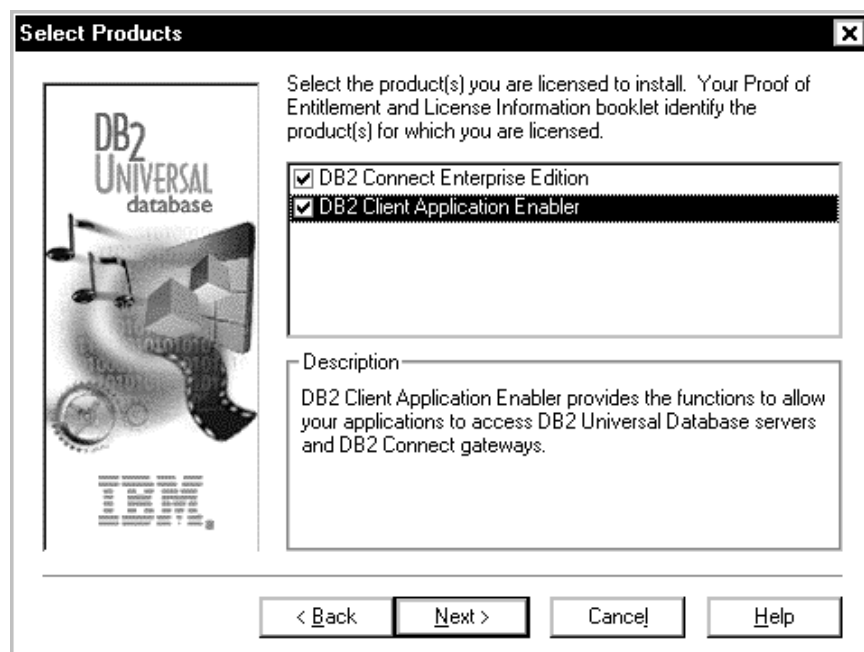 Select Products
DB2
UNIVERSAL
database
IBM.
Select the product(s) you are licensed to install. Your Proof of
Entitlement and License Information booklet identify the
product(s) for which you are licensed.
DB2 Connect Enterprise Edition
DB2 Client Application Enabler
Description
DB2 Client Application Enabler provides the functions to allow
your applications to access DB2 Universal Database servers
and DB2 Connect gateways.
< Back
Next >
Cancel
Help